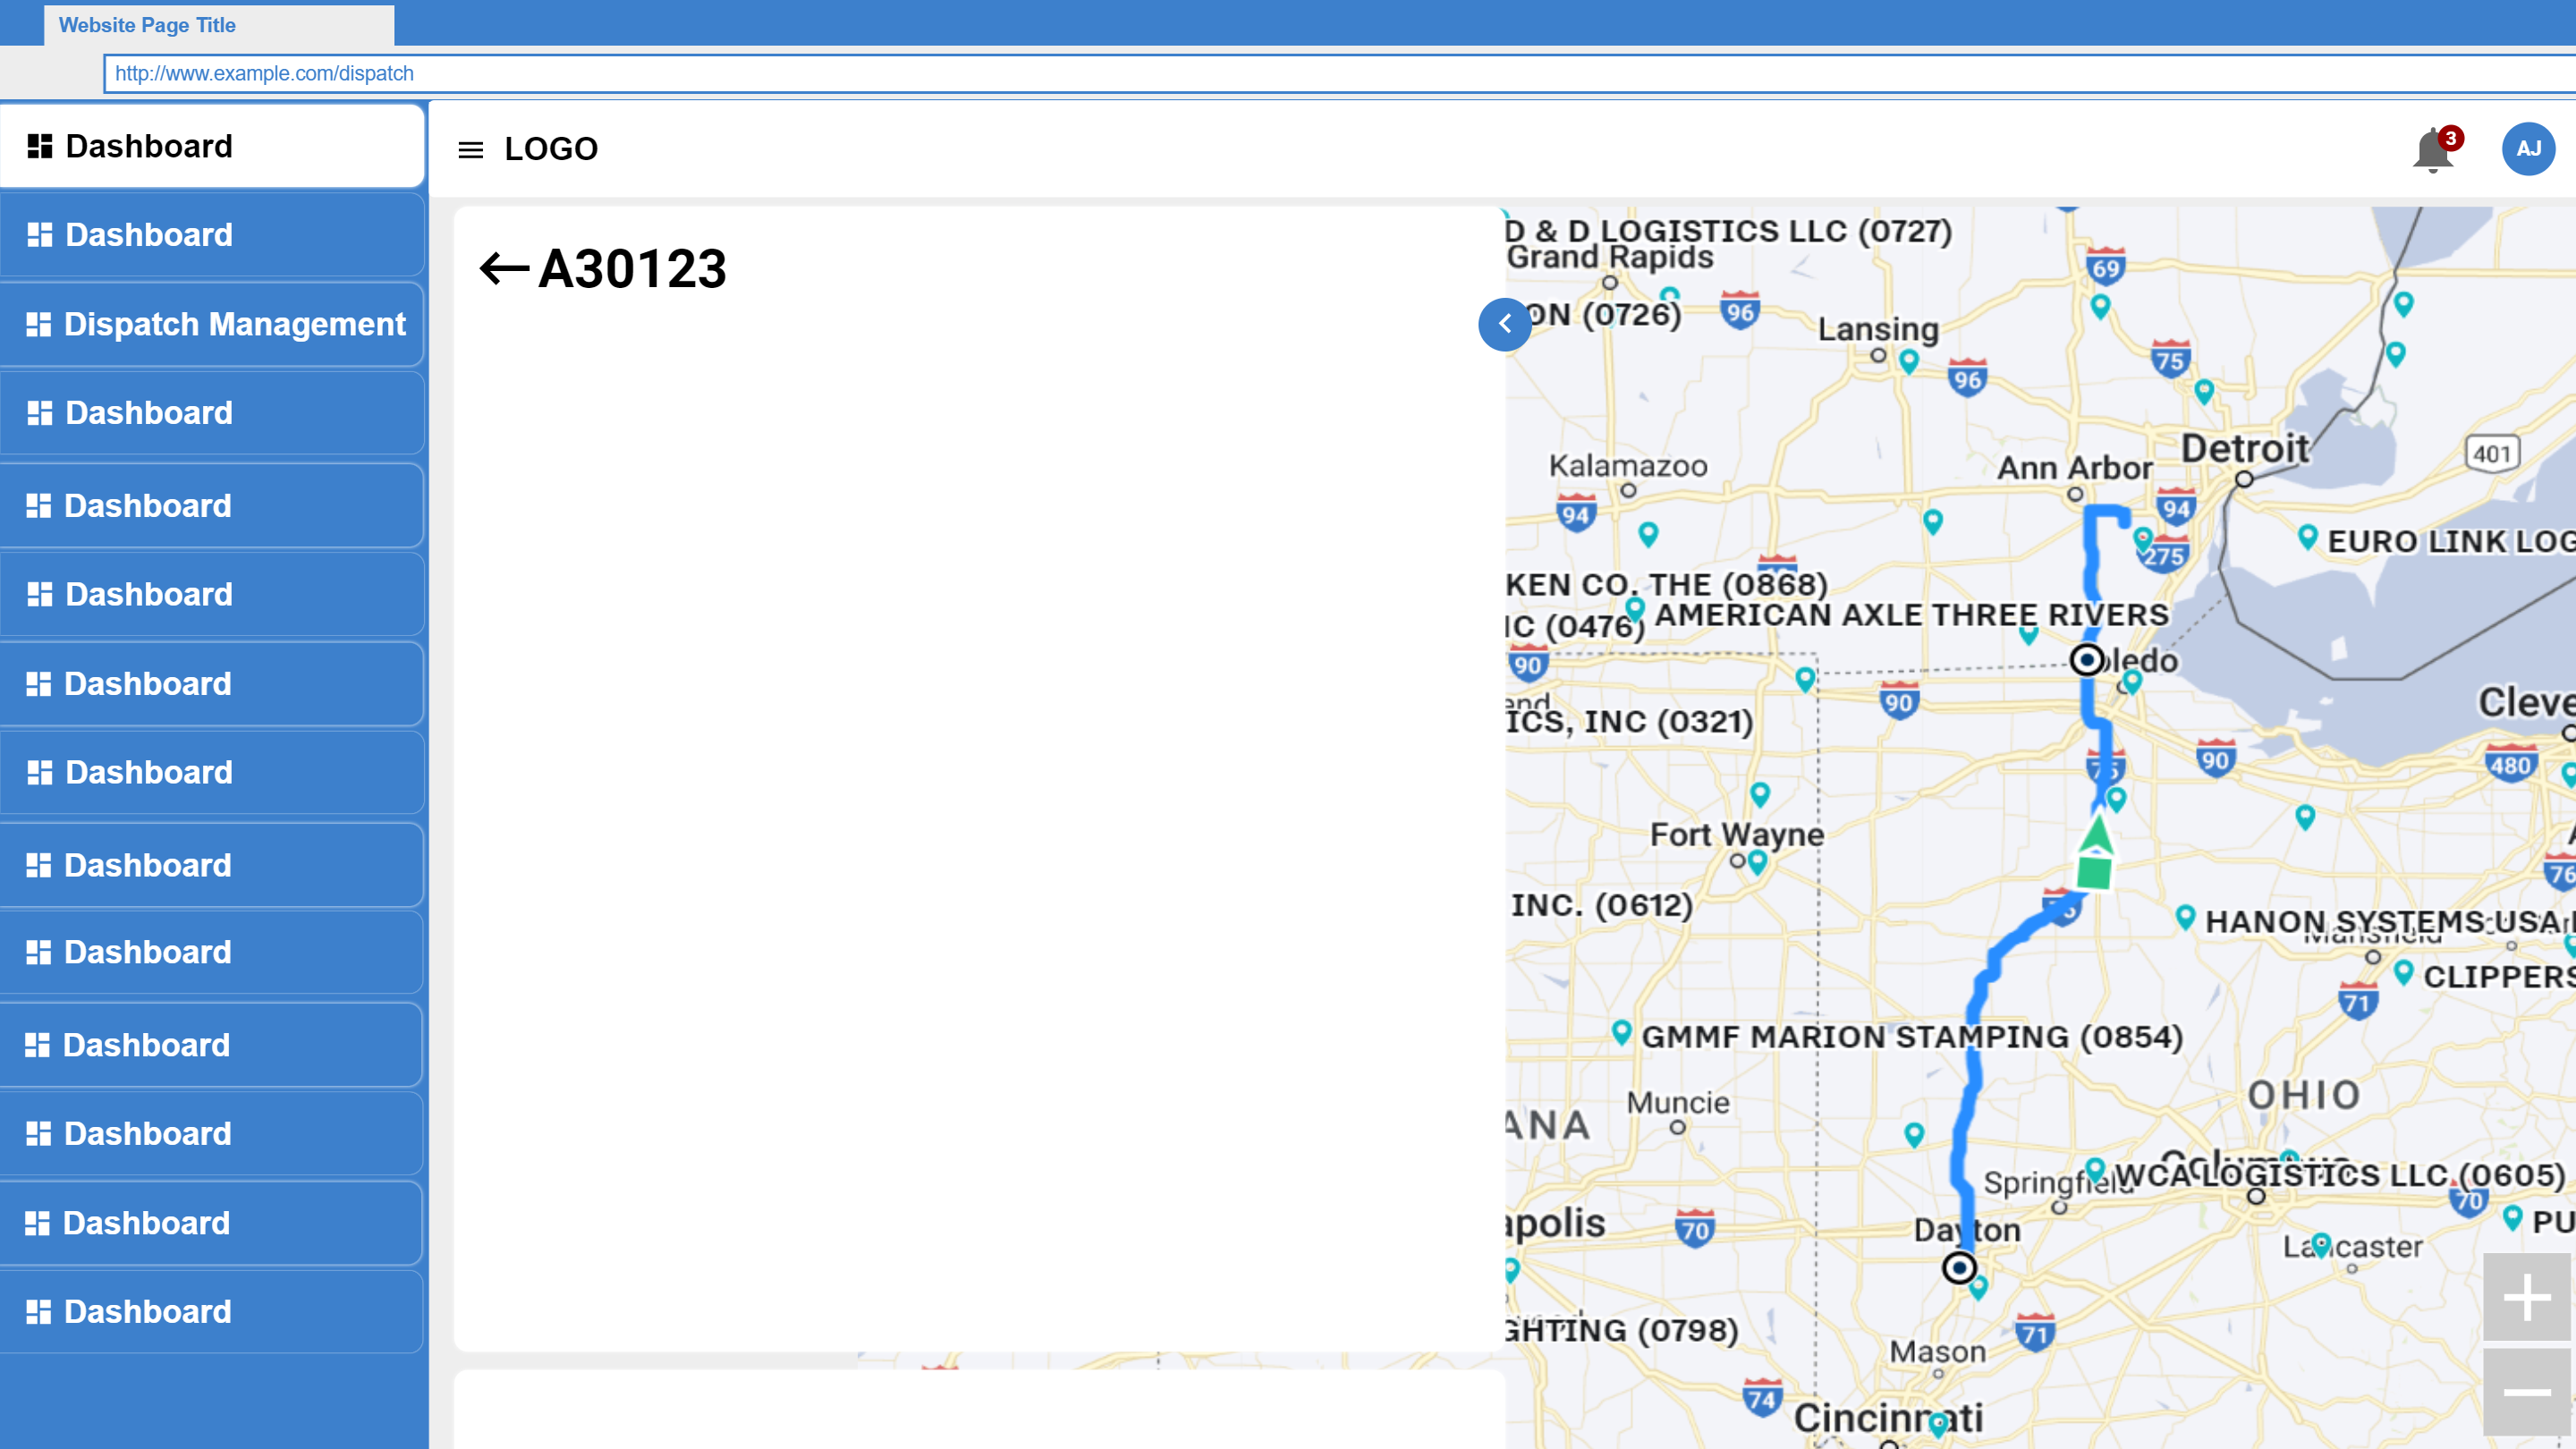 Website Page Title
http://www.example.com/dispatch
Dashboard
Dashboard
Dispatch Management
Dashboard
Dashboard
Dashboard
Dashboard
Dashboard
Dashboard
Dashboard
Dashboard
Dashboard
Dashboard
Dashboard
LOGO
3
AJ
A30123
D & D LOGISTICS LLC (0727)
Grand Rapids
69
ON (0726)
96
Lansing
75
96
Detroit
401
Kalamazoo
Ann Arbor
94
94
EURO LINK LOG
275
KEN CO. THE (0868)
AMERICAN AXLE THREE RIVERS
IC (0476)
90
oledo
90
end
ICS, INC (0321)
Cleve
75
90
480
Fort Wayne
76
INC. (0612)
HANON SYSTEMS USA
Mansfield
CLIPPERS
71
GMMF MARION STAMPING (0854)
OHIO
Muncie
ANA
Springfield
WCA LOGISTICS LLC (0605)
70
apolis
70
Dayton
PU
Lancaster
GHTING (0798)
71
Mason
74
Cincinnati